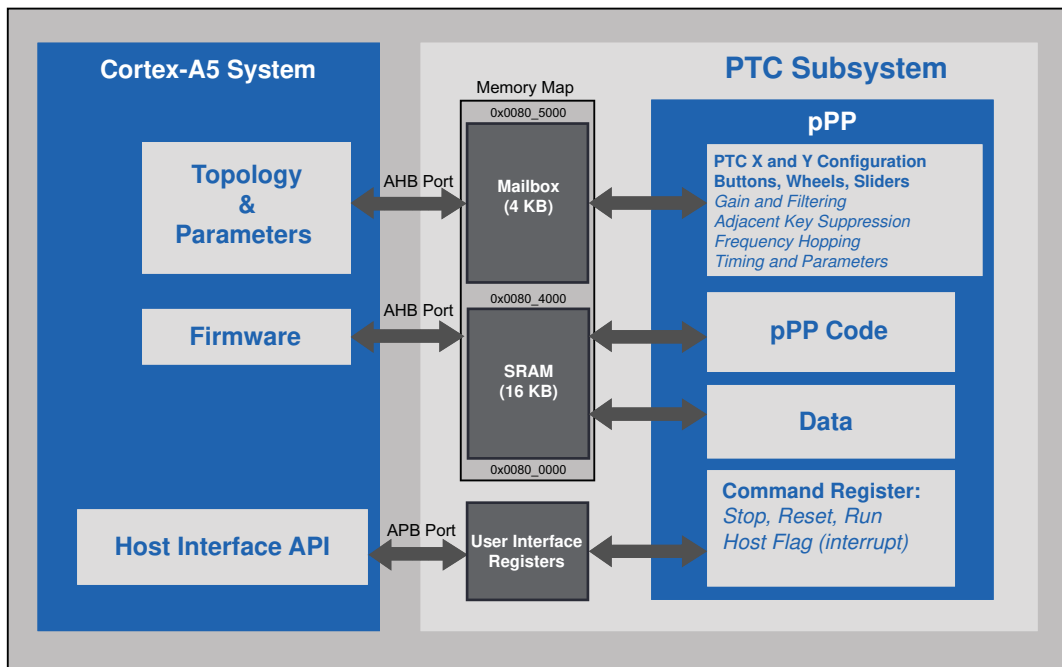 Cortex-A5 System
PTC Subsystem
Memory Map
0x0080_5000
pPP
Topology
&
Parameters
AHB Port
Mailbox
(4 KB)
PTC X and Y Configuration
Buttons, Wheels, Sliders
Gain and Filtering
Adjacent Key Suppression
Frequency Hopping
Timing and Parameters
0x0080_4000
Firmware
AHB Port
SRAM
(16 KB)
pPP Code
Data
0x0080_0000
Host Interface API
APB Port
User Interface
Registers
Command Register:
Stop, Reset, Run
Host Flag (interrupt)